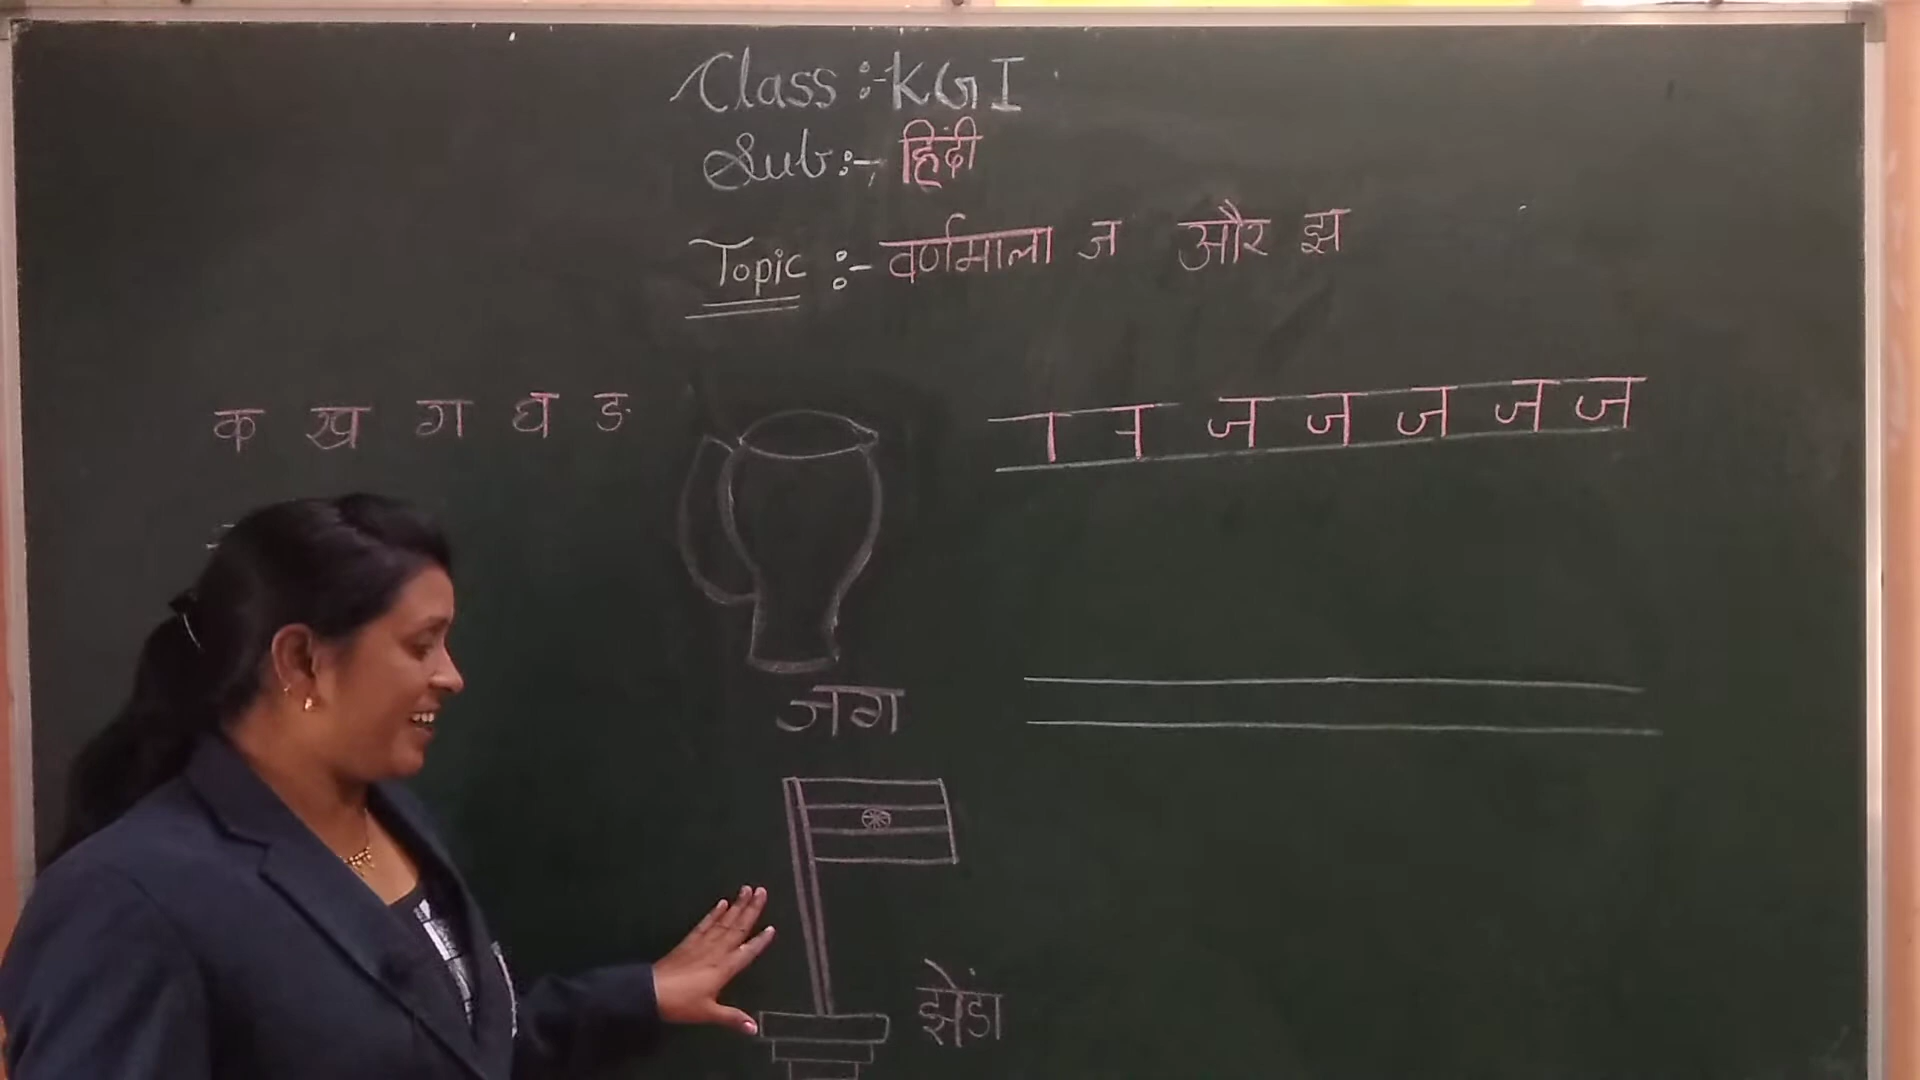 Class :- KG I
Sub :- हिंदी
Topic :- वर्णमाला ज और झ
क ख ग घ ङ
ज ज ज ज ज
जग
झेंडा